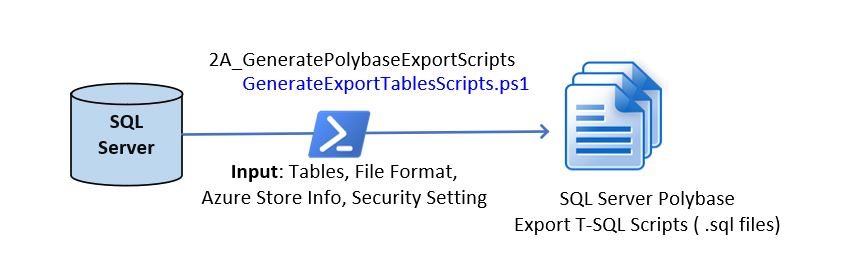 2A_GeneratePolybaseExportScripts
GenerateExportTablesScripts.ps1
SQL
Server
Input: Tables, File Format,
Azure Store Info, Security Setting
SQL Server Polybase
Export T-SQL Scripts ( .sql files)